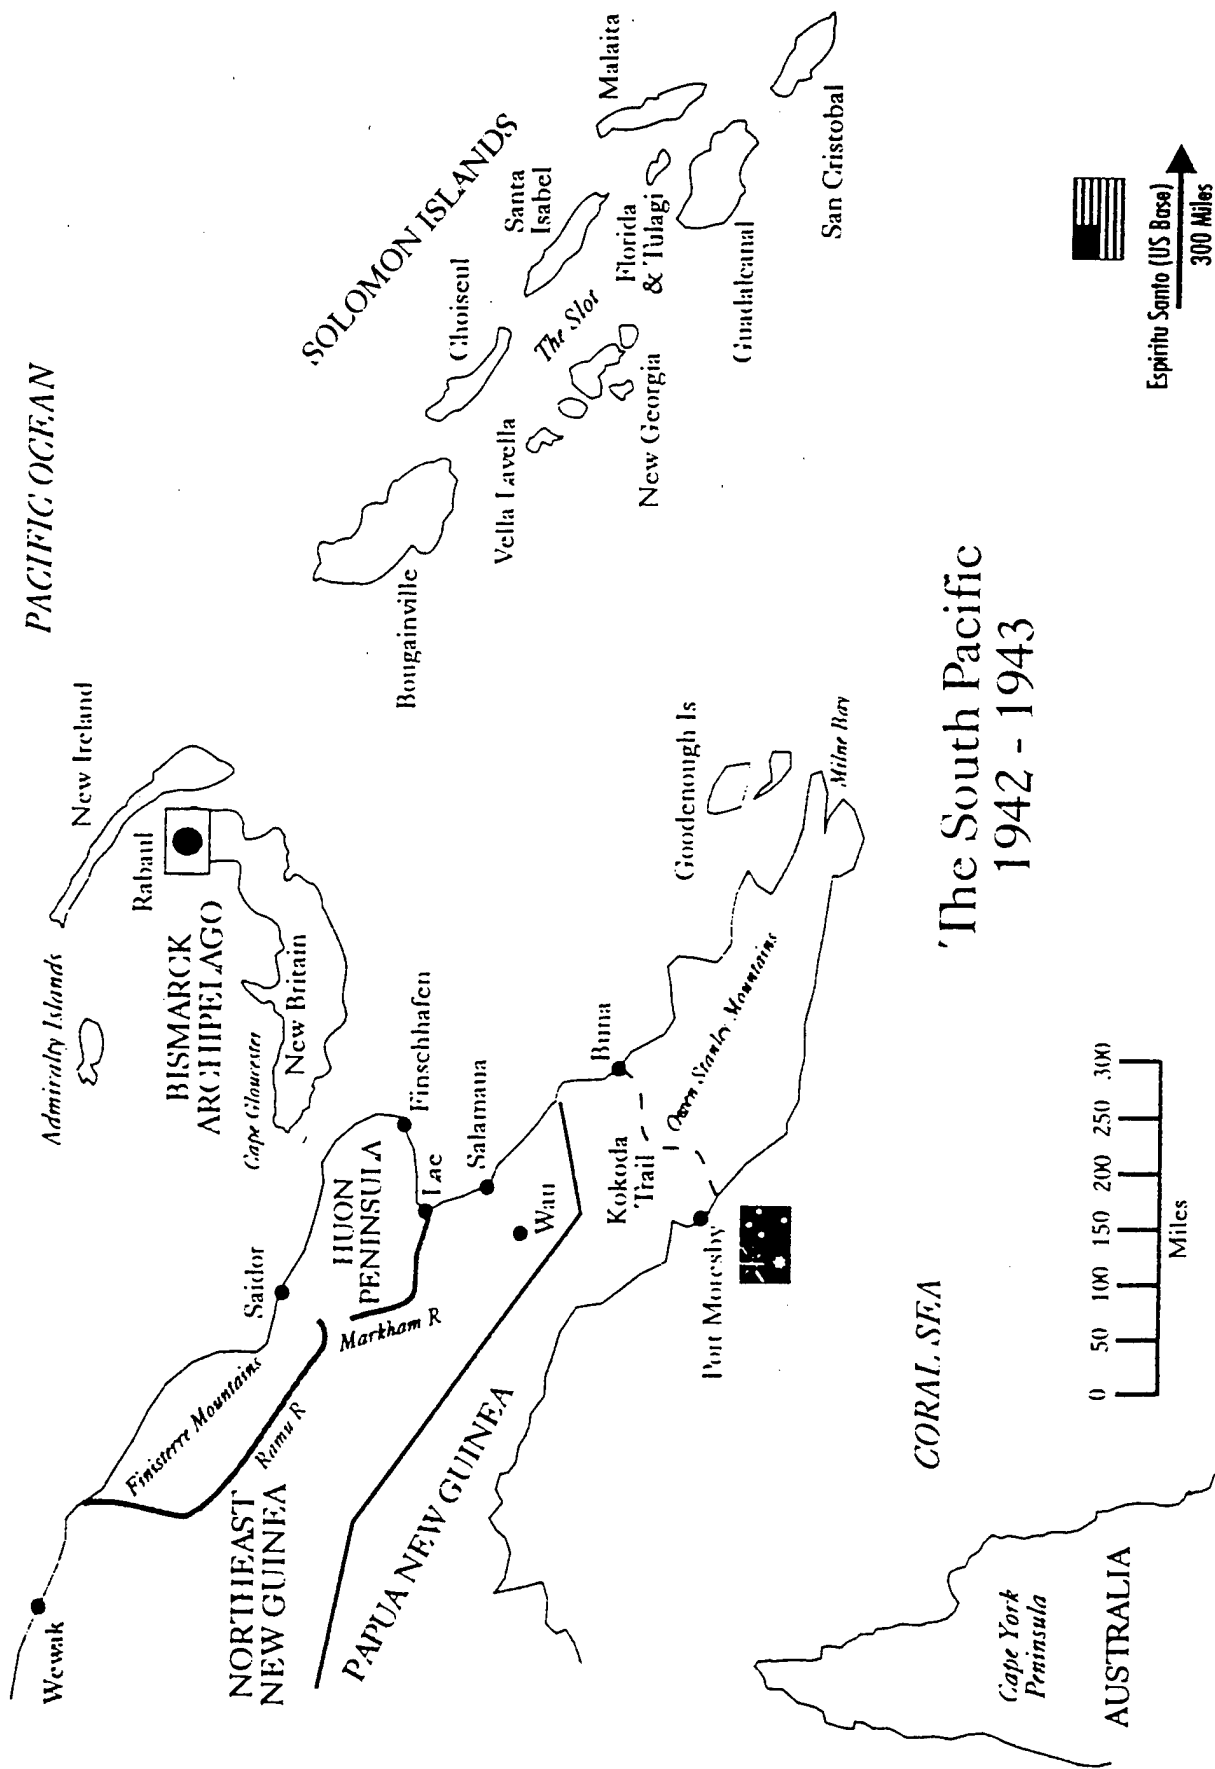 PACIFIC OCEAN
Admiralty Islands
New Ireland
Wewak
Rabaul
BISMARCK
ARCHIPELAGO
Cape Gloucester
New Britain
Finisterre Mountains
Saidor
NORTHEAST
NEW GUINEA
Ramu R
HUON
PENINSULA
Markham R
Finschhafen
Lae
Salamaua
Wau
PAPUA NEW GUINEA
Buna
Kokoda
Trail
Owen Stanley Mountains
Port Moresby
Goodenough Is
Milne Bay
SOLOMON ISLANDS
Bougainville
Choiseul
Vella Lavella
The Slot
Santa
Isabel
New Georgia
Florida
& Tulagi
Malaita
Guadalcanal
San Cristobal
CORAL SEA
Cape York
Peninsula
AUSTRALIA
The South Pacific
1942 - 1943
0 50 100 150 200 250 300
Miles
Espiritu Santo (US Base)
300 Miles